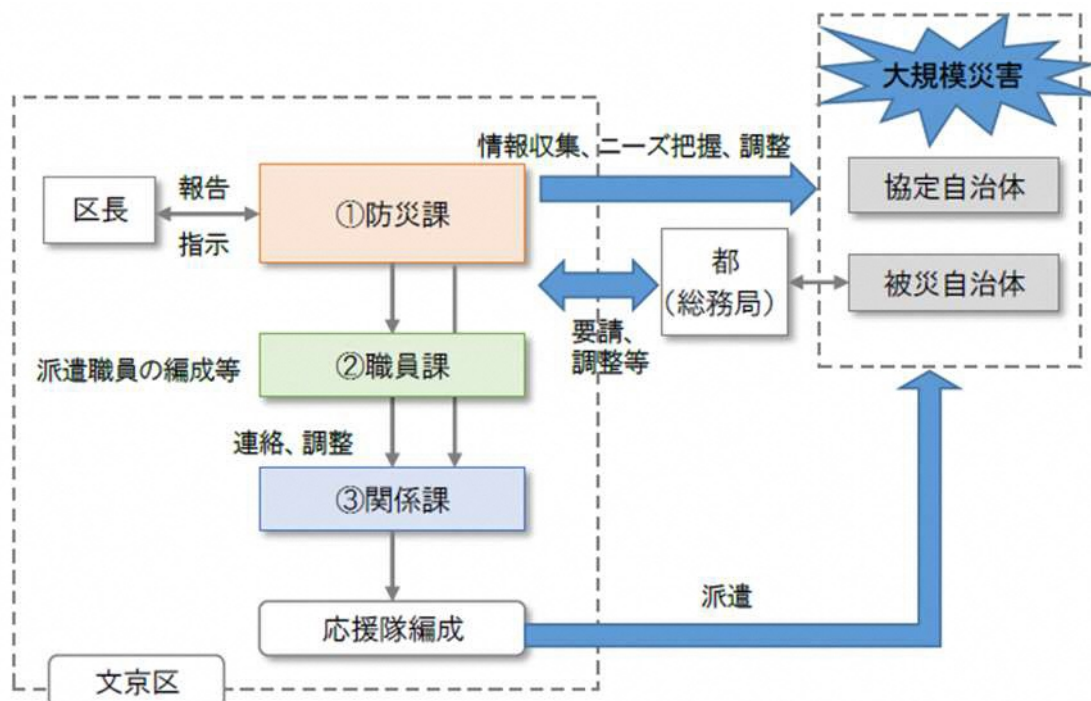 大規模災害
情報収集、ニーズ把握、調整
協定自治体
区長
報告
指示
①防災課
都
（総務局）
被災自治体
要請、
調整等
派遣職員の編成等
②職員課
連絡、調整
③関係課
派遣
応援隊編成
文京区